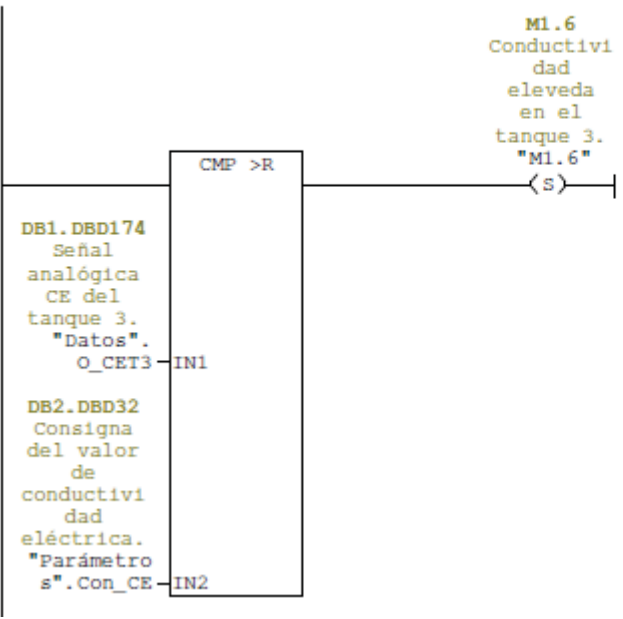 M1.6
Conductivi
dad
eleveda
en el
tanque 3.
"M1.6"
CMP >R
(S)
DB1.DBD174
Señal
analógica
CE del
tanque 3.
"Datos".
O_CET3
IN1
DB2.DBD32
Consigna
del valor
de
conductivi
dad
eléctrica.
"Parámetro
s".Con_CE
IN2